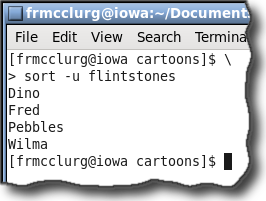 frmcclurg@iowa:~/Document
File Edit View Search Termina
[frmcclurg@iowa cartoons]$ \
> sort -u flintstones
Dino
Fred
Pebbles
Wilma
[frmcclurg@iowa cartoons]$